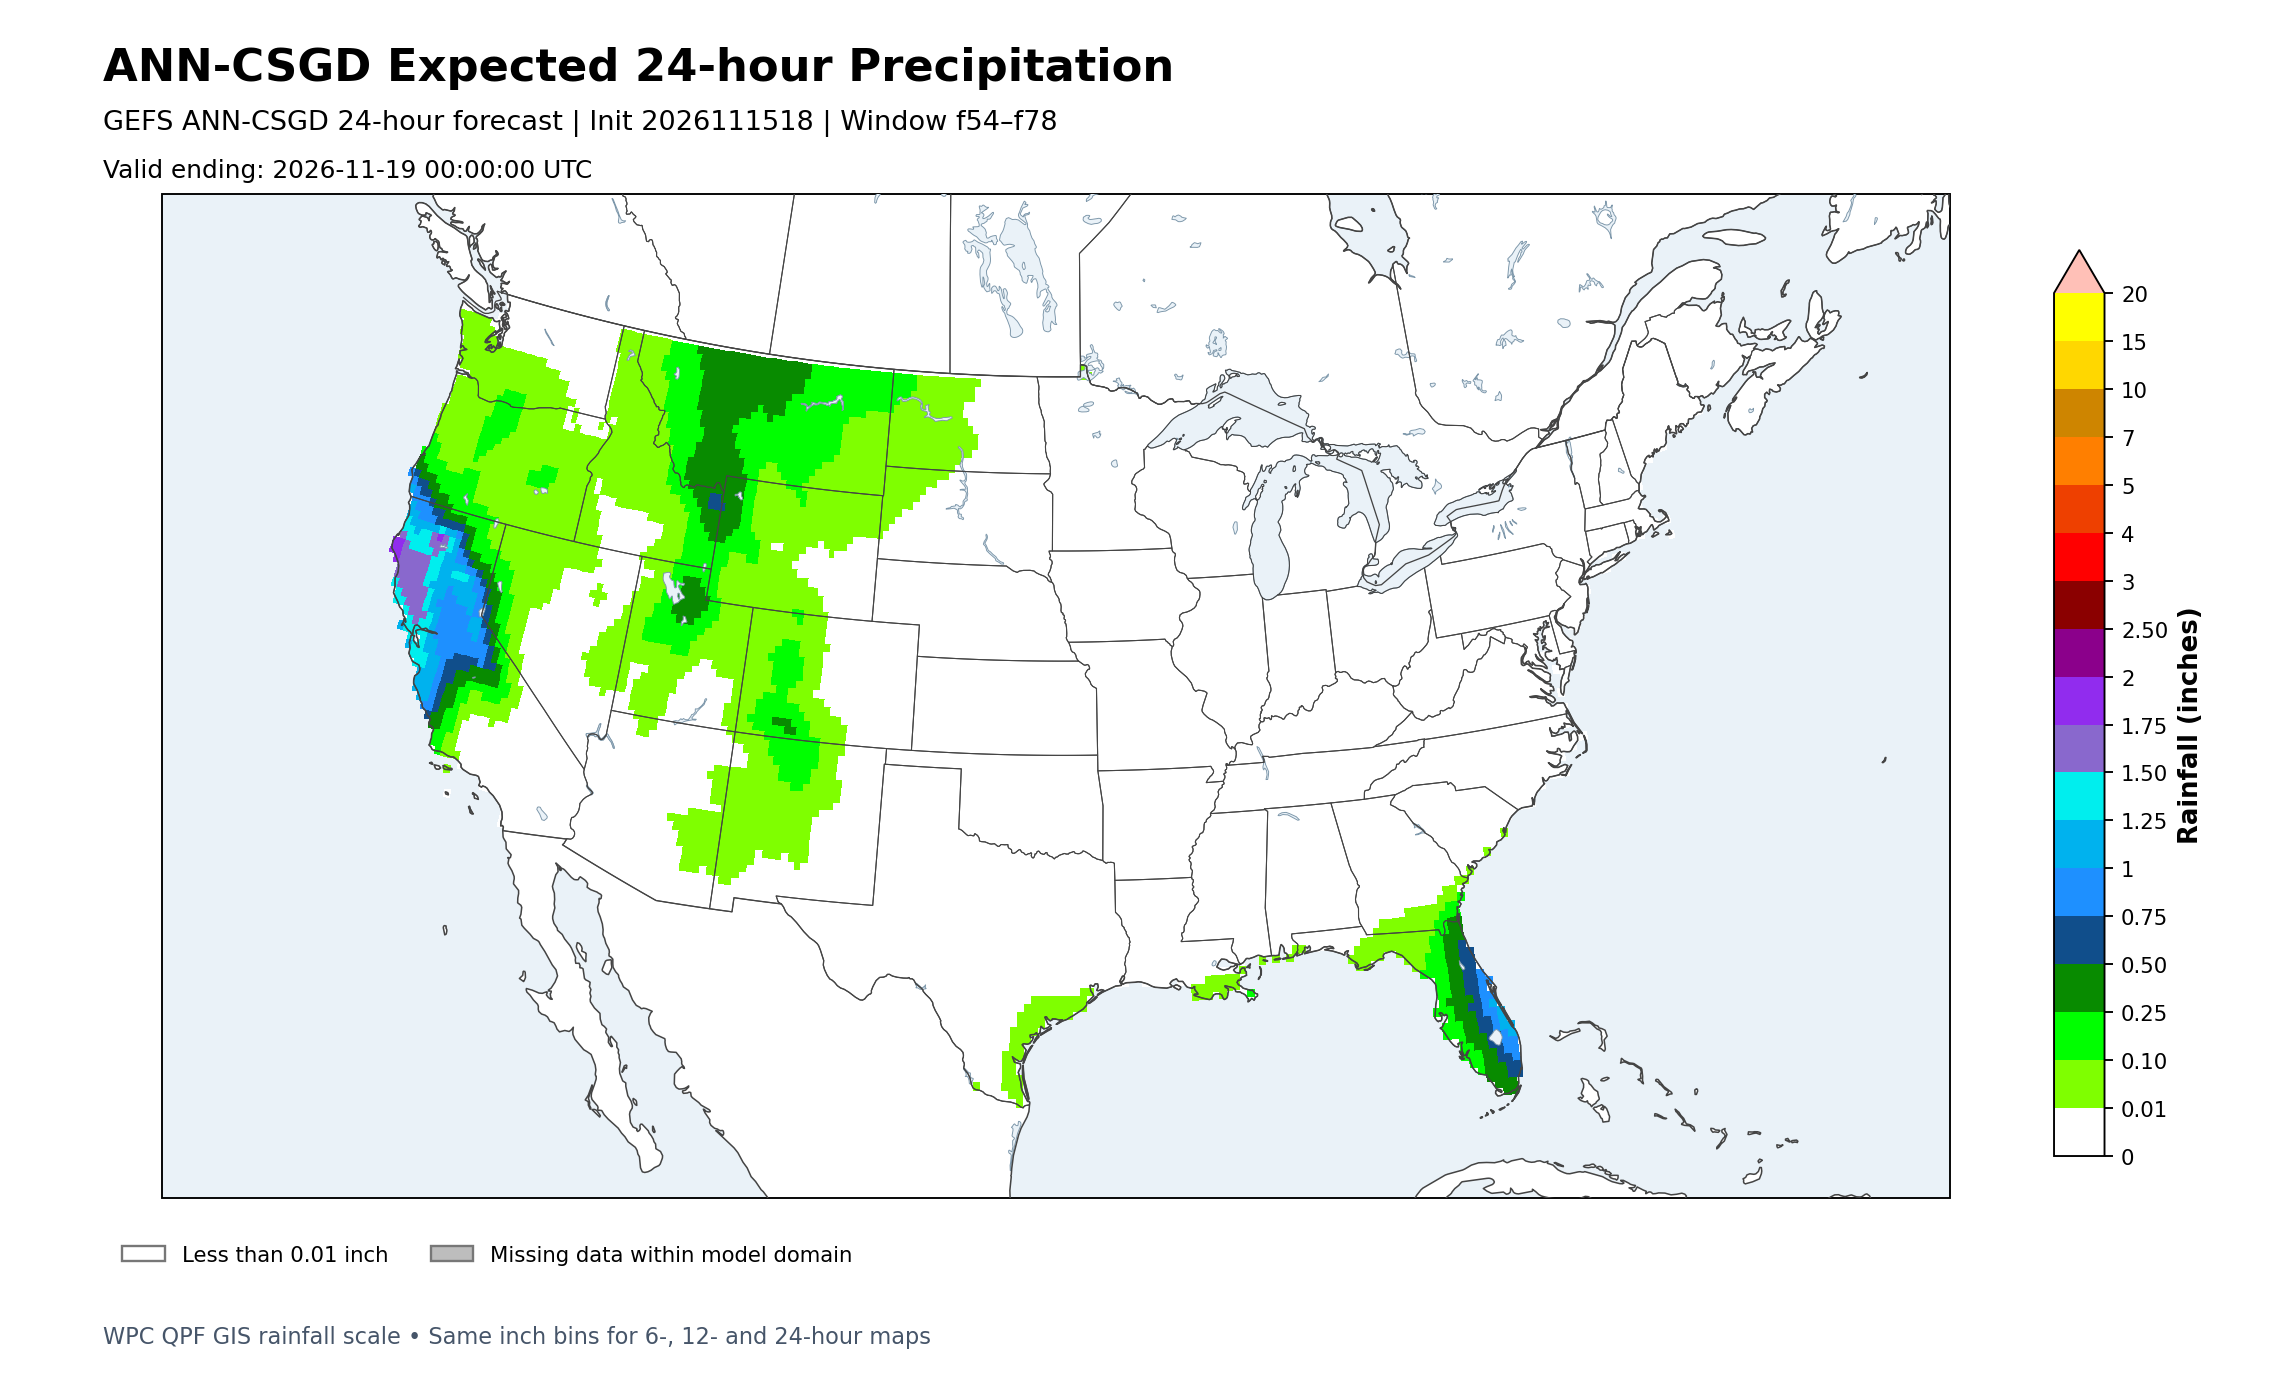 ANN-CSGD Expected 24-hour Precipitation
GEFS ANN-CSGD 24-hour forecast | Init 2026111518 | Window f54–f78
Valid ending: 2026-11-19 00:00:00 UTC
20
15
10
7
5
4
3
2.50
2
1.75
1.50
1.25
1
0.75
0.50
0.25
0.10
0.01
0
Rainfall (inches)
Less than 0.01 inch
Missing data within model domain
WPC QPF GIS rainfall scale • Same inch bins for 6-, 12- and 24-hour maps